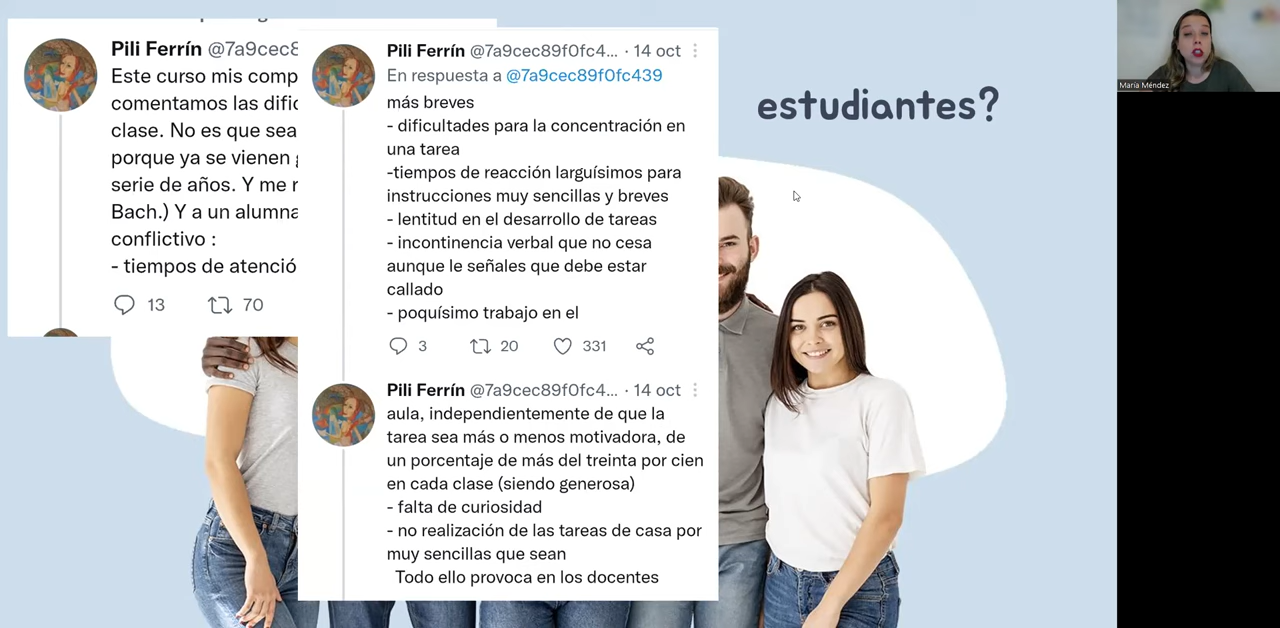 Pili Ferrín @7a9cec8
Este curso mis comp
comentamos las dific
clase. No es que sea
porque ya se vienen
serie de años. Y me
Bach.) Y a un alumna
conflictivo :
- tiempos de atenció
13 70
Pili Ferrín @7a9cec89f0fc4... · 14 oct
En respuesta a @7a9cec89f0fc439
más breves
- dificultades para la concentración en
una tarea
-tiempos de reacción larguísimos para
instrucciones muy sencillas y breves
- lentitud en el desarrollo de tareas
- incontinencia verbal que no cesa
aunque le señales que debe estar
callado
- poquísimo trabajo en el
3 20 331
Pili Ferrín @7a9cec89f0fc4... · 14 oct
aula, independientemente de que la
tarea sea más o menos motivadora, de
un porcentaje de más del treinta por cien
en cada clase (siendo generosa)
- falta de curiosidad
- no realización de las tareas de casa por
muy sencillas que sean
Todo ello provoca en los docentes
estudiantes?
María Méndez